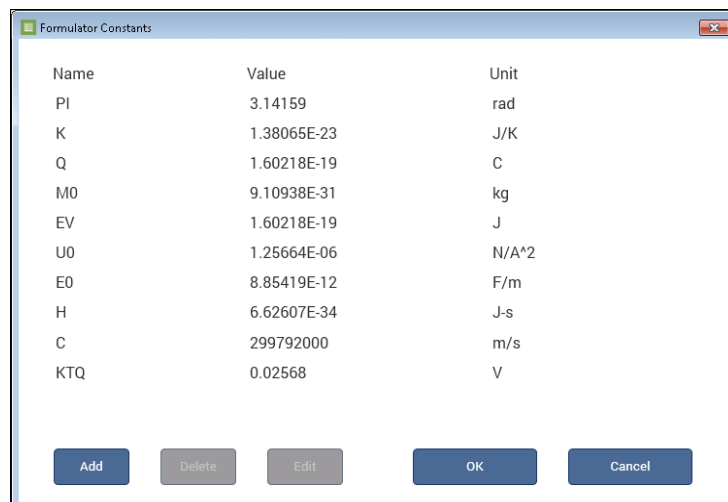 Formulator Constants
Name Value Unit
PI 3.14159 rad
K 1.38065E-23 J/K
Q 1.60218E-19 C
M0 9.10938E-31 kg
EV 1.60218E-19 J
U0 1.25664E-06 N/A^2
E0 8.85419E-12 F/m
H 6.62607E-34 J-s
C 299792000 m/s
KTQ 0.02568 V
Add Delete Edit OK Cancel